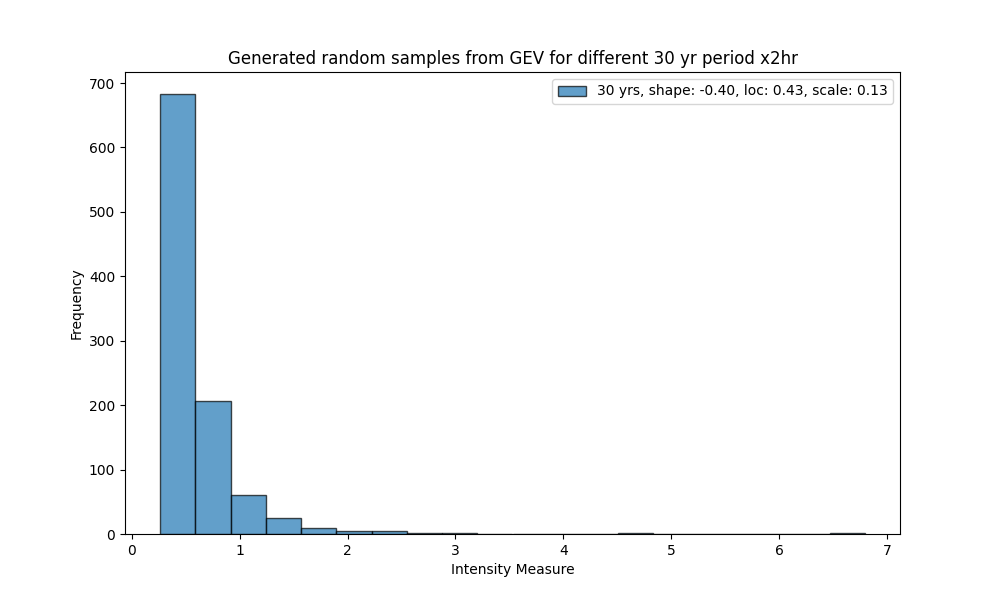 Generated random samples from GEV for different 30 yr period x2hr
30 yrs, shape: -0.40, loc: 0.43, scale: 0.13
700
600
500
400
300
200
100
0
Frequency
0 1 2 3 4 5 6 7
Intensity Measure